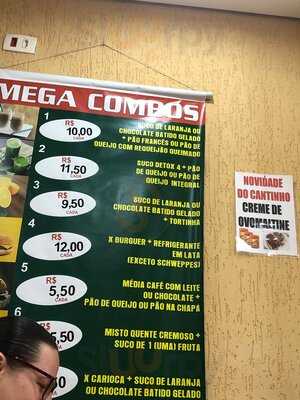 MEGA COMBOS
1
R$
10,00
CADA
SUCO DE LARANJA OU
CHOCOLATE BATIDO GELADO
+ PÃO FRANCÊS OU PÃO DE
QUEIJO COM REQUEIJÃO QUEIMADO
2
R$
11,50
CADA
SUCO DETOX 4 + PÃO
DE QUEIJO OU PÃO DE
QUEIJO INTEGRAL
3
R$
9,50
CADA
SUCO DE LARANJA OU
CHOCOLATE BATIDO GELADO
+ TORTINHA
4
R$
12,00
CADA
X BURGUER + REFRIGERANTE
EM LATA
(EXCETO SCHWEPPES)
5
R$
5,50
CADA
MÉDIA CAFÉ COM LEITE
OU CHOCOLATE +
PÃO DE QUEIJO OU PÃO NA CHAPA
6
5,50
MISTO QUENTE CREMOSO +
SUCO DE 1 (UMA) FRUTA
X CARIOCA + SUCO DE LARANJA
OU CHOCOLATE BATIDO GELADO
NOVIDADE
DO CANTINHO
CREME DE
OVOMALTINE